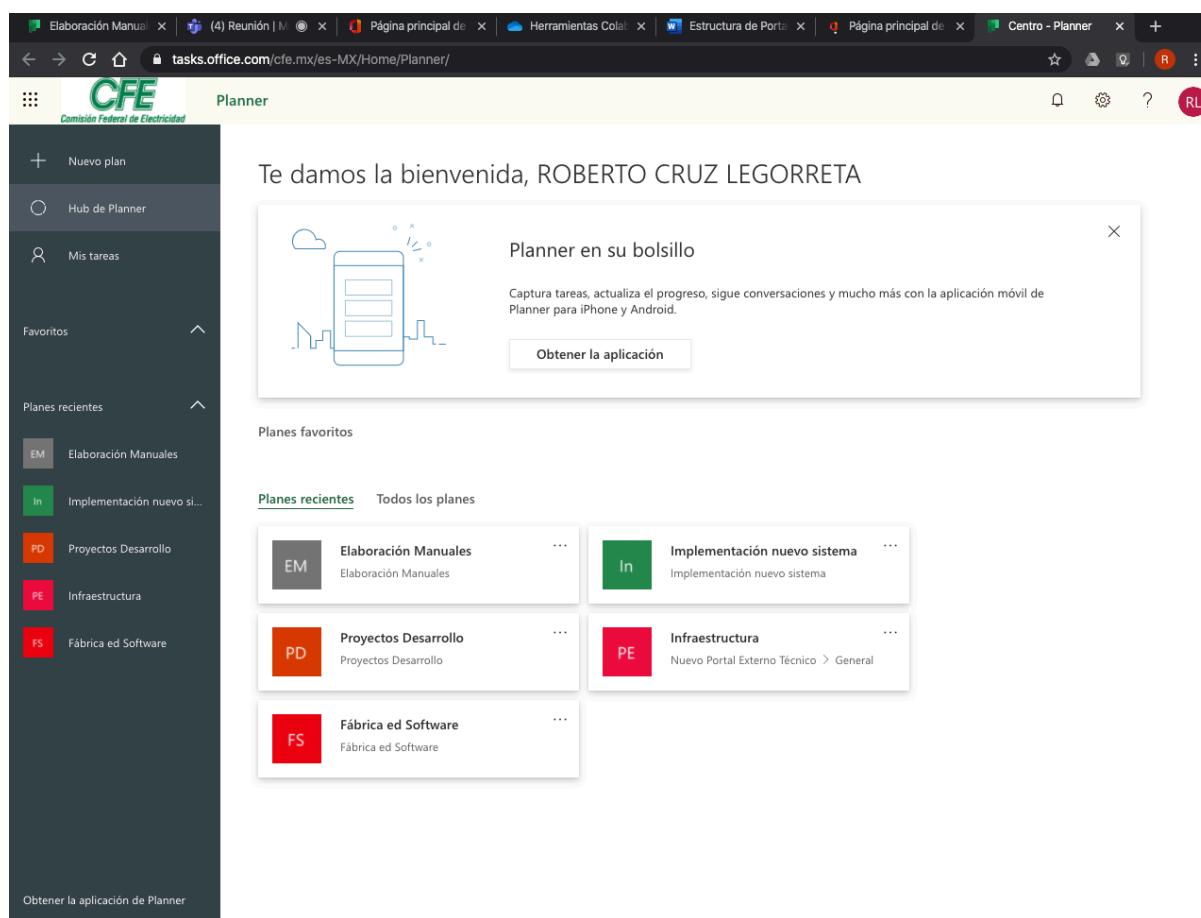 Elaboración Manual
(4) Reunión | M
Página principal de
Herramientas Colab
Estructura de Porta
Página principal de
Centro - Planner
tasks.office.com/cfe.mx/es-MX/Home/Planner/
R
CFE
Comisión Federal de Electricidad
Planner
?
RL
Nuevo plan
Hub de Planner
Mis tareas
Favoritos
Planes recientes
EM Elaboración Manuales
In Implementación nuevo si...
PD Proyectos Desarrollo
PE Infraestructura
FS Fábrica ed Software
Obtener la aplicación de Planner
Te damos la bienvenida, ROBERTO CRUZ LEGORRETA
Planner en su bolsillo
Captura tareas, actualiza el progreso, sigue conversaciones y mucho más con la aplicación móvil de
Planner para iPhone y Android.
Obtener la aplicación
Planes favoritos
Planes recientes Todos los planes
EM
Elaboración Manuales
Elaboración Manuales
In
Implementación nuevo sistema
Implementación nuevo sistema
PD
Proyectos Desarrollo
Proyectos Desarrollo
PE
Infraestructura
Nuevo Portal Externo Técnico > General
FS
Fábrica ed Software
Fábrica ed Software